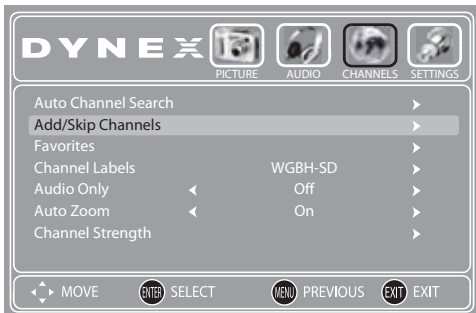 DYNEX
PICTURE AUDIO CHANNELS SETTINGS
Auto Channel Search
Add/Skip Channels
Favorites
Channel Labels WGBH-SD
Audio Only Off
Auto Zoom On
Channel Strength
MOVE ENTER SELECT MENU PREVIOUS EXIT EXIT